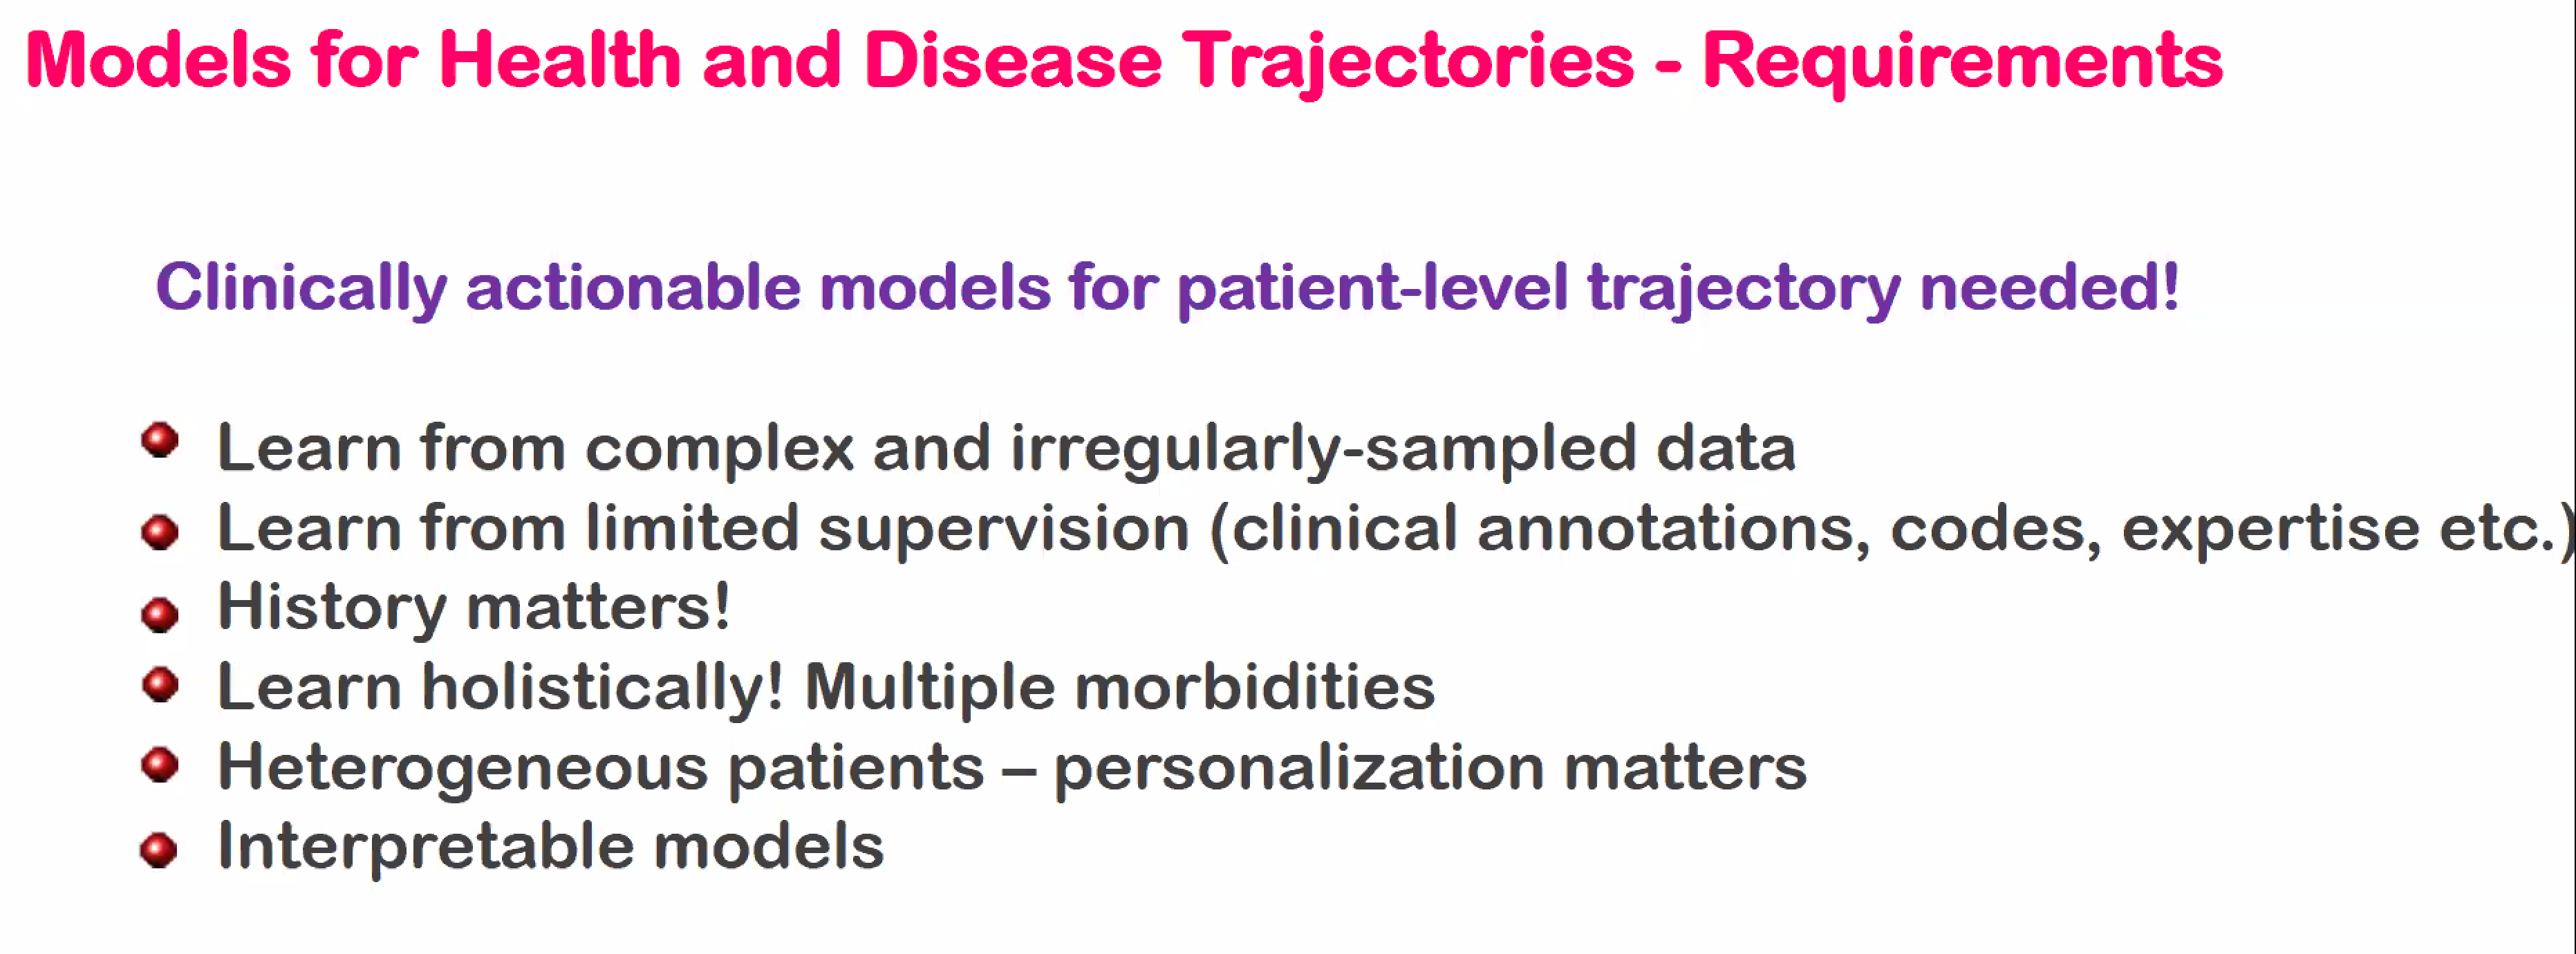 Models for Health and Disease Trajectories - Requirements
Clinically actionable models for patient-level trajectory needed!
Learn from complex and irregularly-sampled data
Learn from limited supervision (clinical annotations, codes, expertise etc.)
History matters!
Learn holistically! Multiple morbidities
Heterogeneous patients – personalization matters
Interpretable models